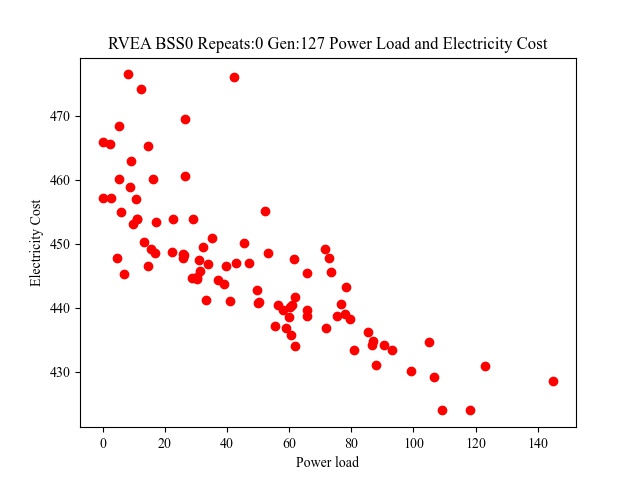 RVEA BSS0 Repeats:0 Gen:127 Power Load and Electricity Cost
470
460
450
440
430
Electricity Cost
0 20 40 60 80 100 120 140
Power load